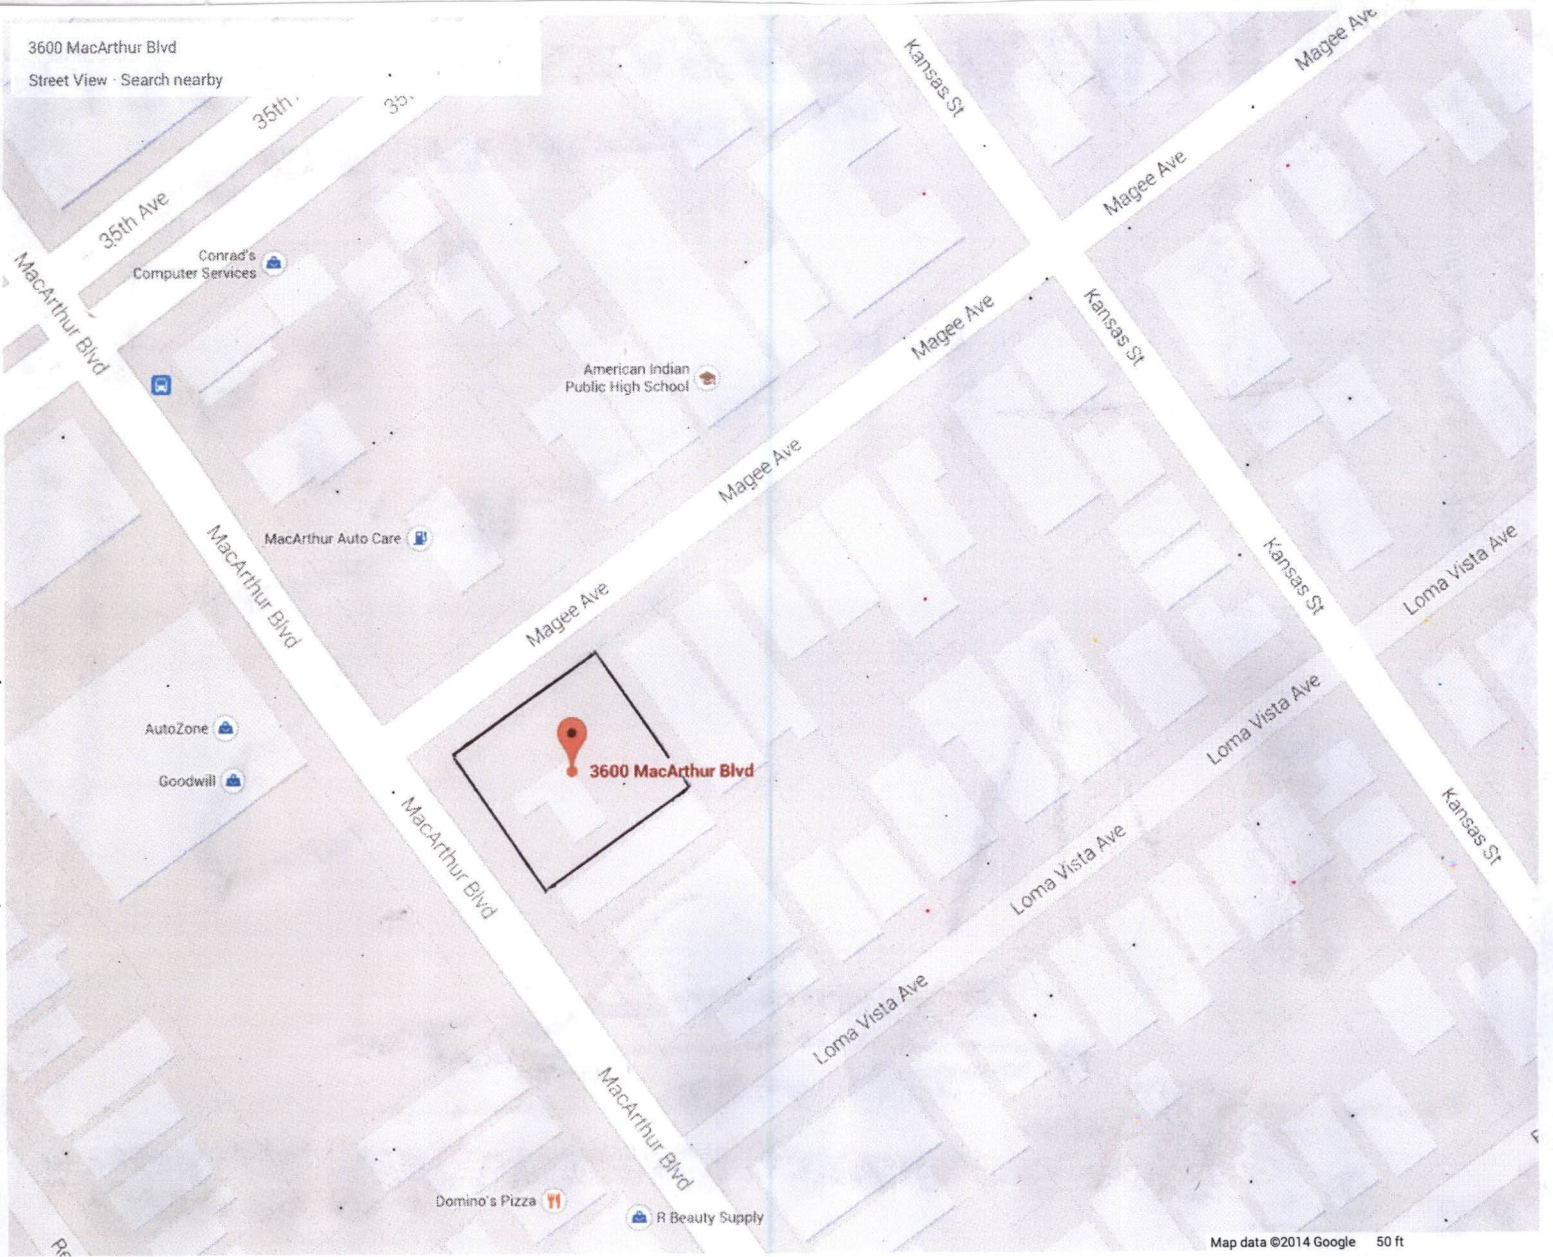 3600 MacArthur Blvd
Street View · Search nearby
Kansas St
Magee Ave
35th
35th Ave
Magee Ave
MacArthur Blvd
Conrad's
Computer Services
Magee Ave
Kansas St
American Indian
Public High School
Magee Ave
MacArthur Auto Care
MacArthur Blvd
Magee Ave
Kansas St
Loma Vista Ave
Loma Vista Ave
AutoZone
Goodwill
3600 MacArthur Blvd
MacArthur Blvd
Kansas St
Loma Vista Ave
Loma Vista Ave
MacArthur Blvd
Domino's Pizza
R Beauty Supply
Map data ©2014 Google 50 ft